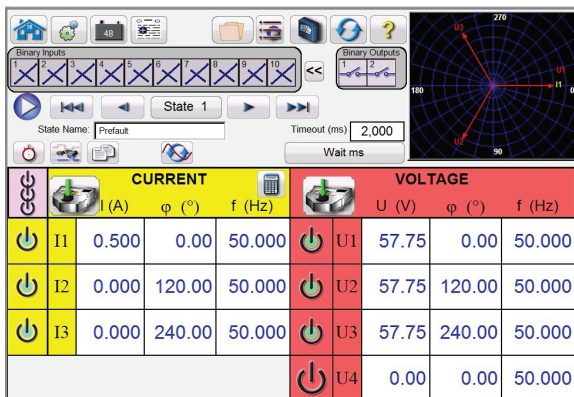 48
?
Binary Inputs
1 2 3 4 5 6 7 8 9 10
<<
Binary Outputs
1 2
270
180
0
90
U3
U1
I1
U2
State 1
State Name: Prefault
Timeout (ms) 2,000
Wait ms
CURRENT
I (A) φ (°) f (Hz)
VOLTAGE
U (V) φ (°) f (Hz)
I1 0.500 0.00 50.000 U1 57.75 0.00 50.000
I2 0.000 120.00 50.000 U2 57.75 120.00 50.000
I3 0.000 240.00 50.000 U3 57.75 240.00 50.000
U4 0.00 0.00 50.000